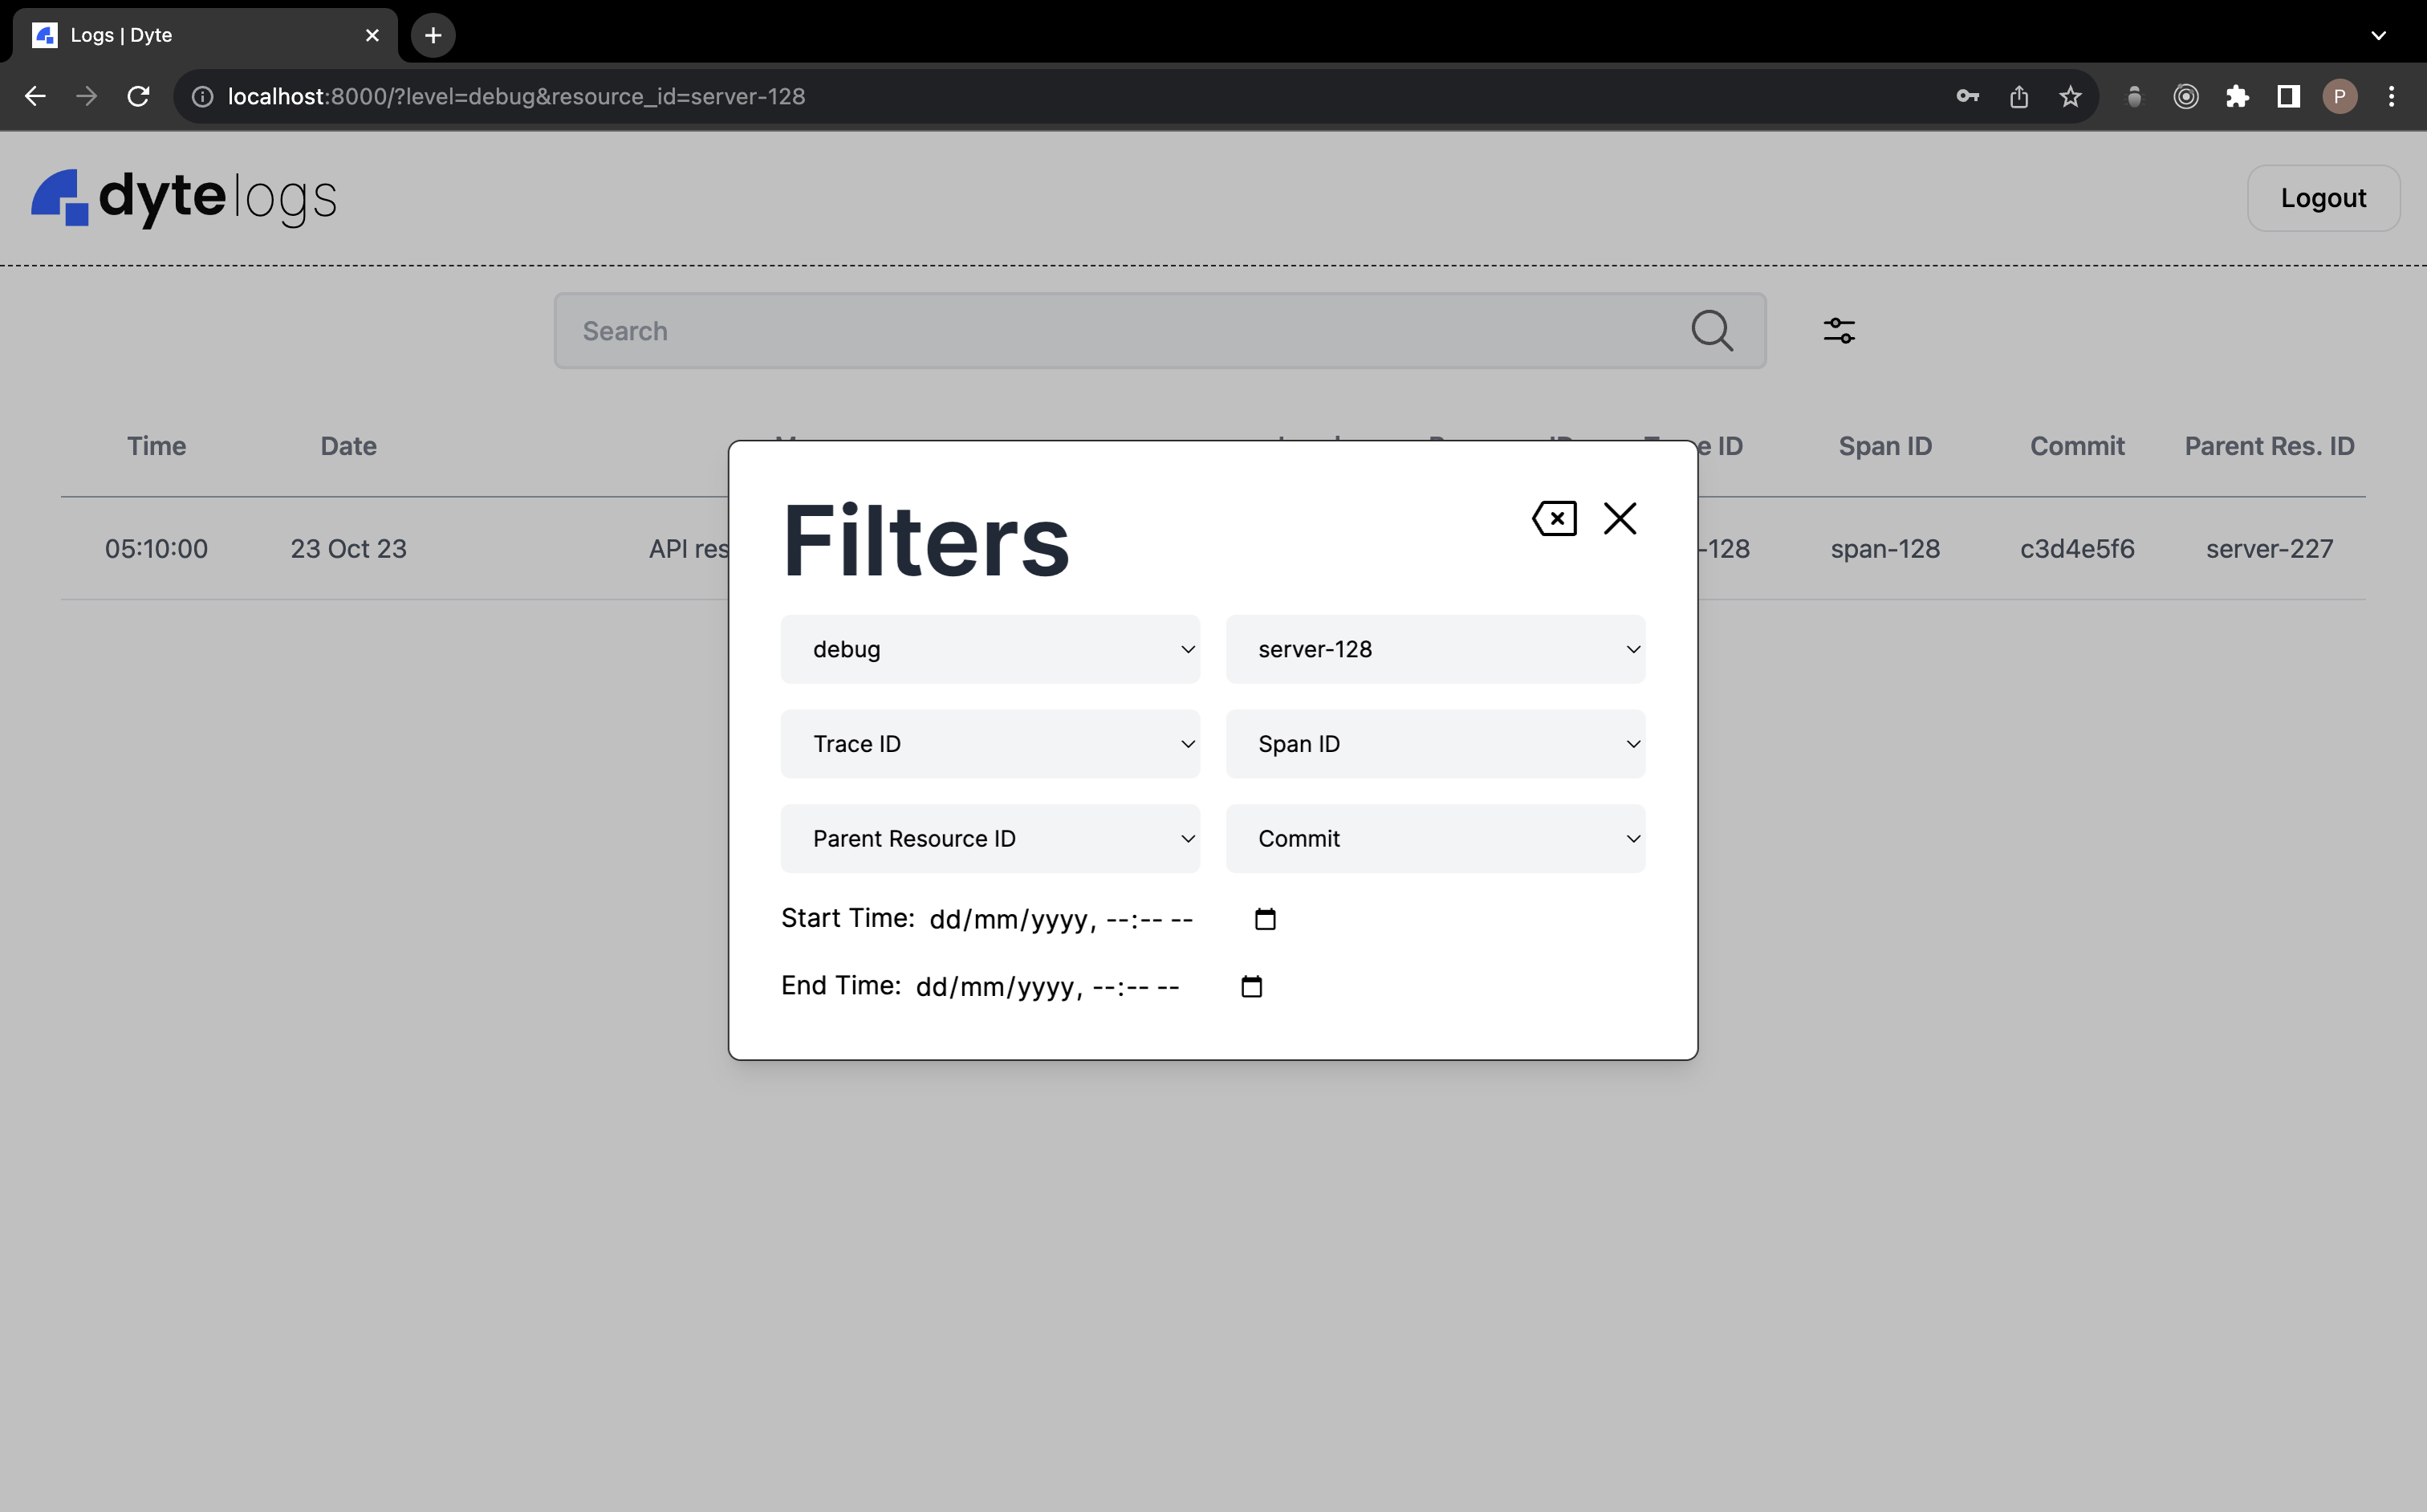 Logs | Dyte
localhost:8000/?level=debug&resource_id=server-128
P
dyte logs
Logout
Search
Time Date ID Span ID Commit Parent Res. ID
05:10:00 23 Oct 23 API -128 span-128 c3d4e5f6 server-227
Filters
debug server-128
Trace ID Span ID
Parent Resource ID Commit
Start Time: dd/mm/yyyy, --:-- --
End Time: dd/mm/yyyy, --:-- --